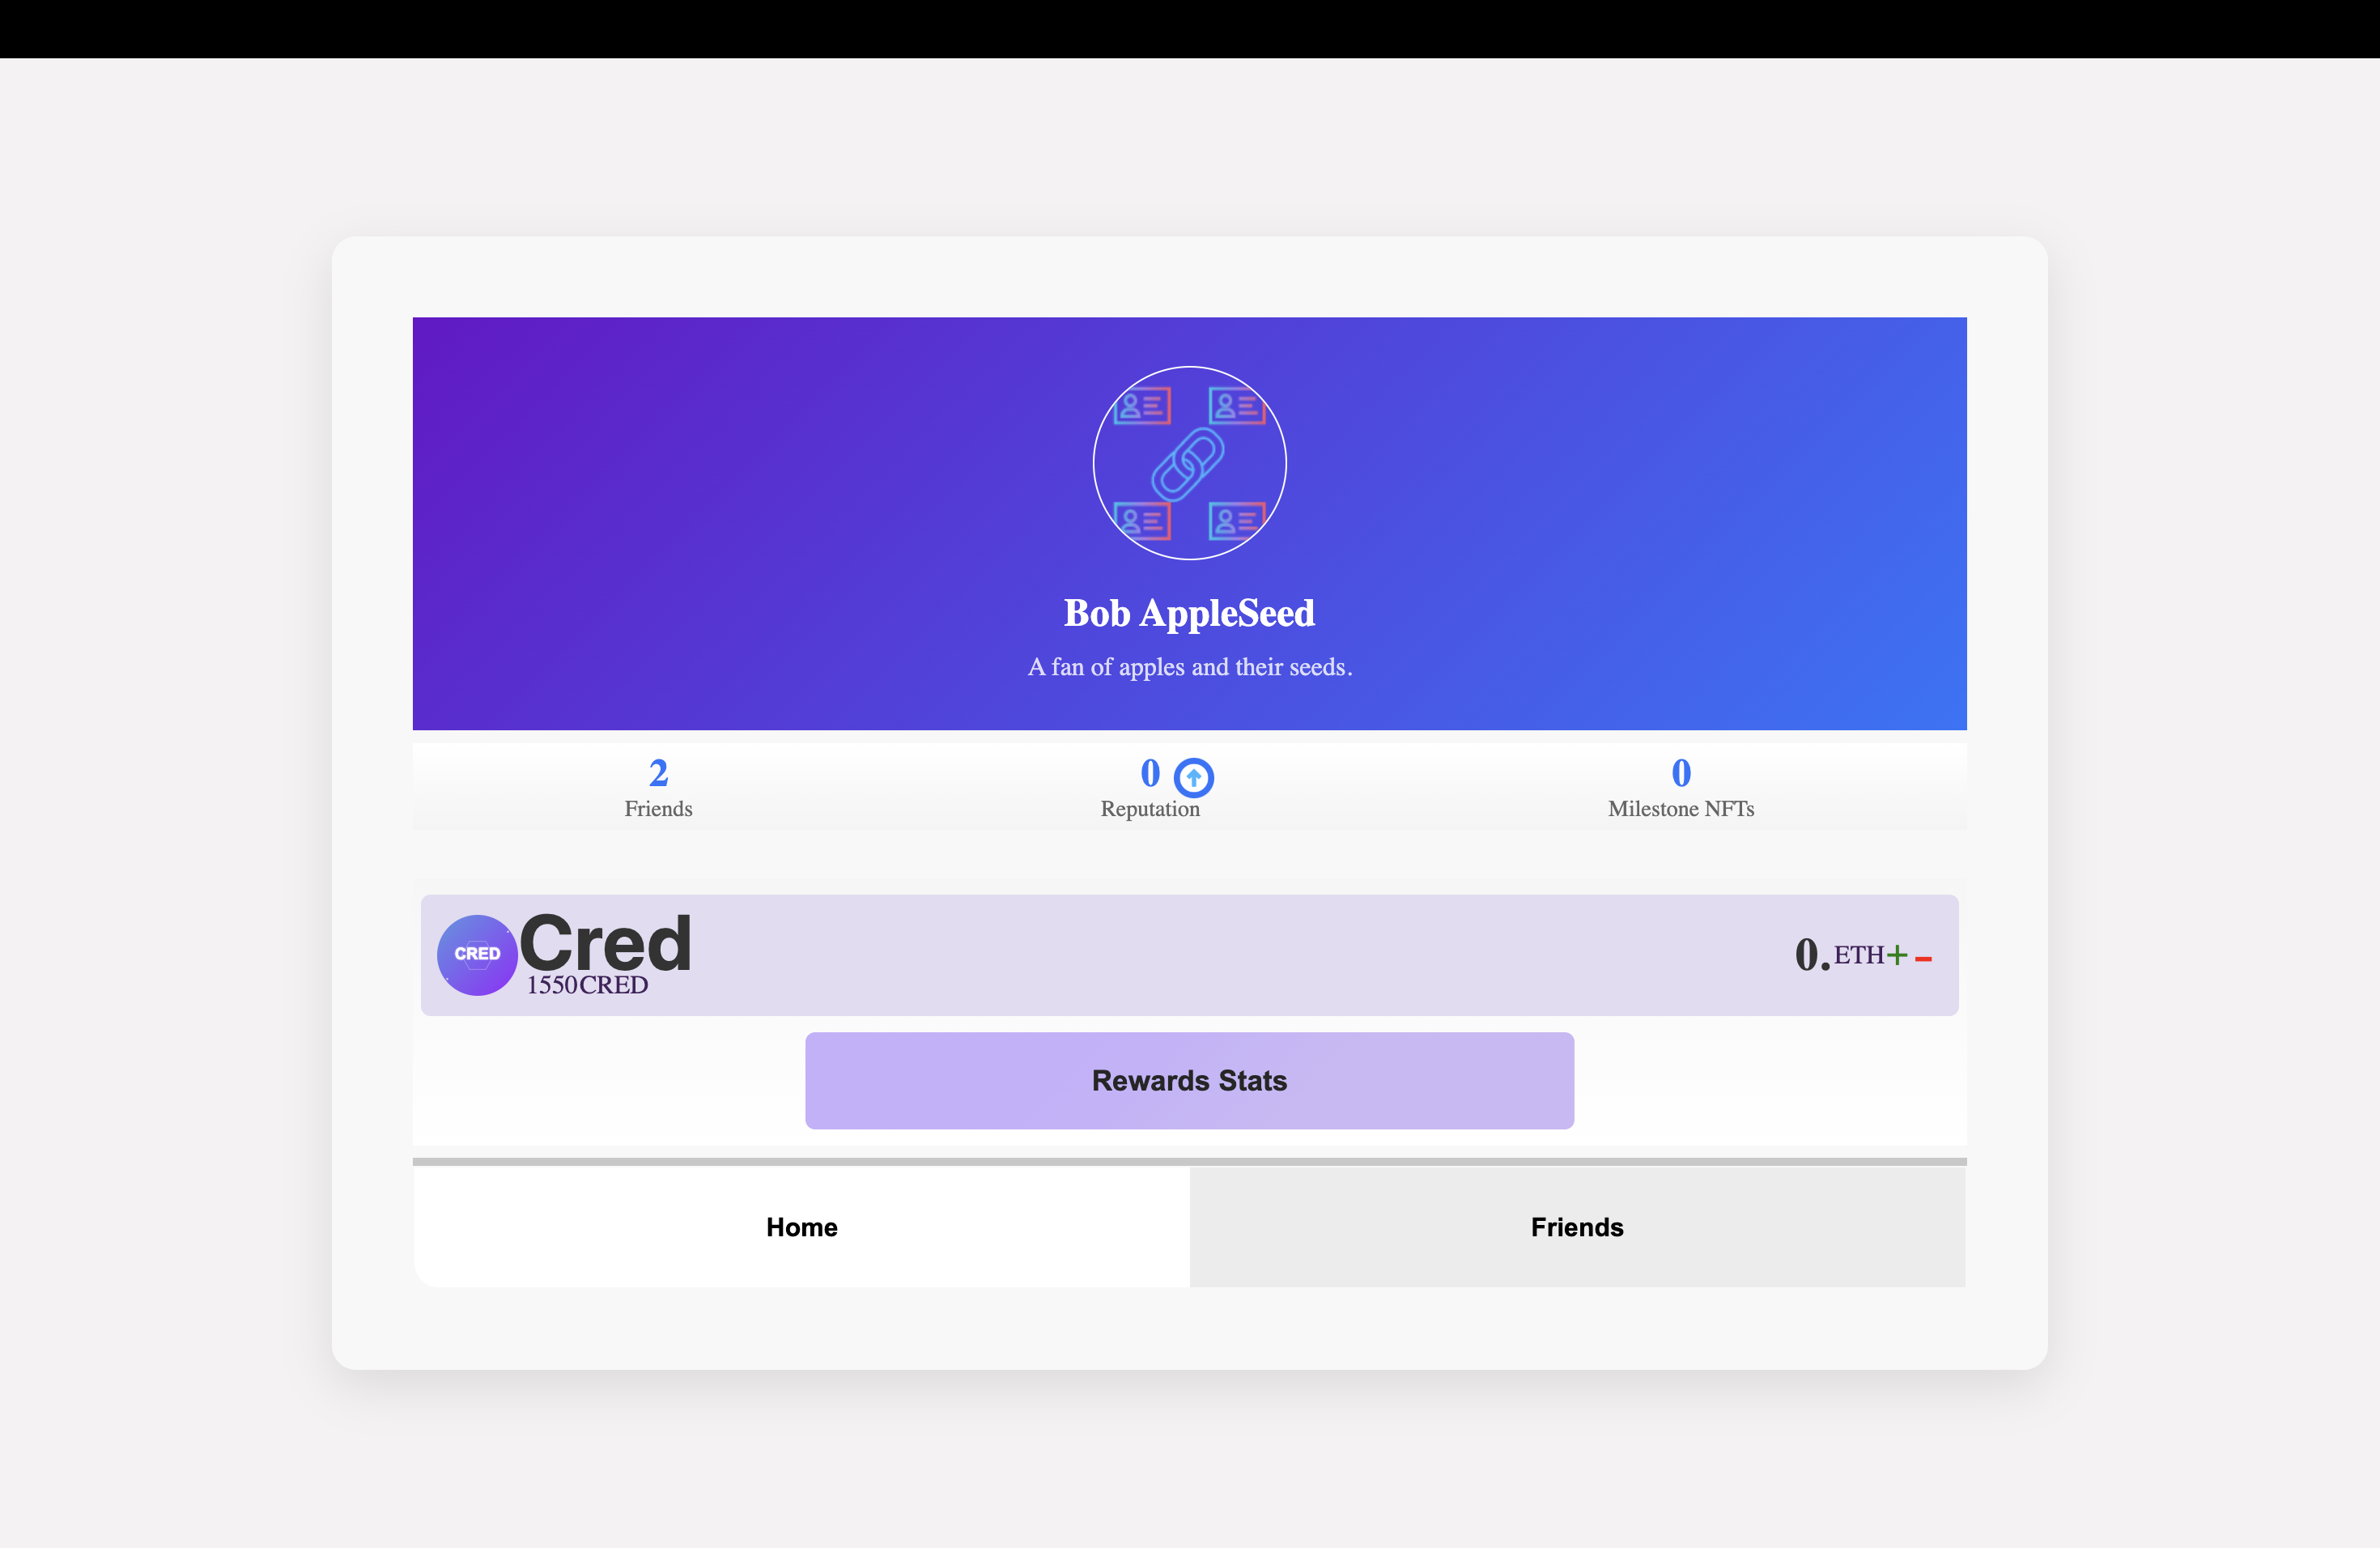 Bob AppleSeed
A fan of apples and their seeds.
2
Friends
0
Reputation
0
Milestone NFTs
CRED
Cred
1550CRED
0. ETH + -
Rewards Stats
Home
Friends